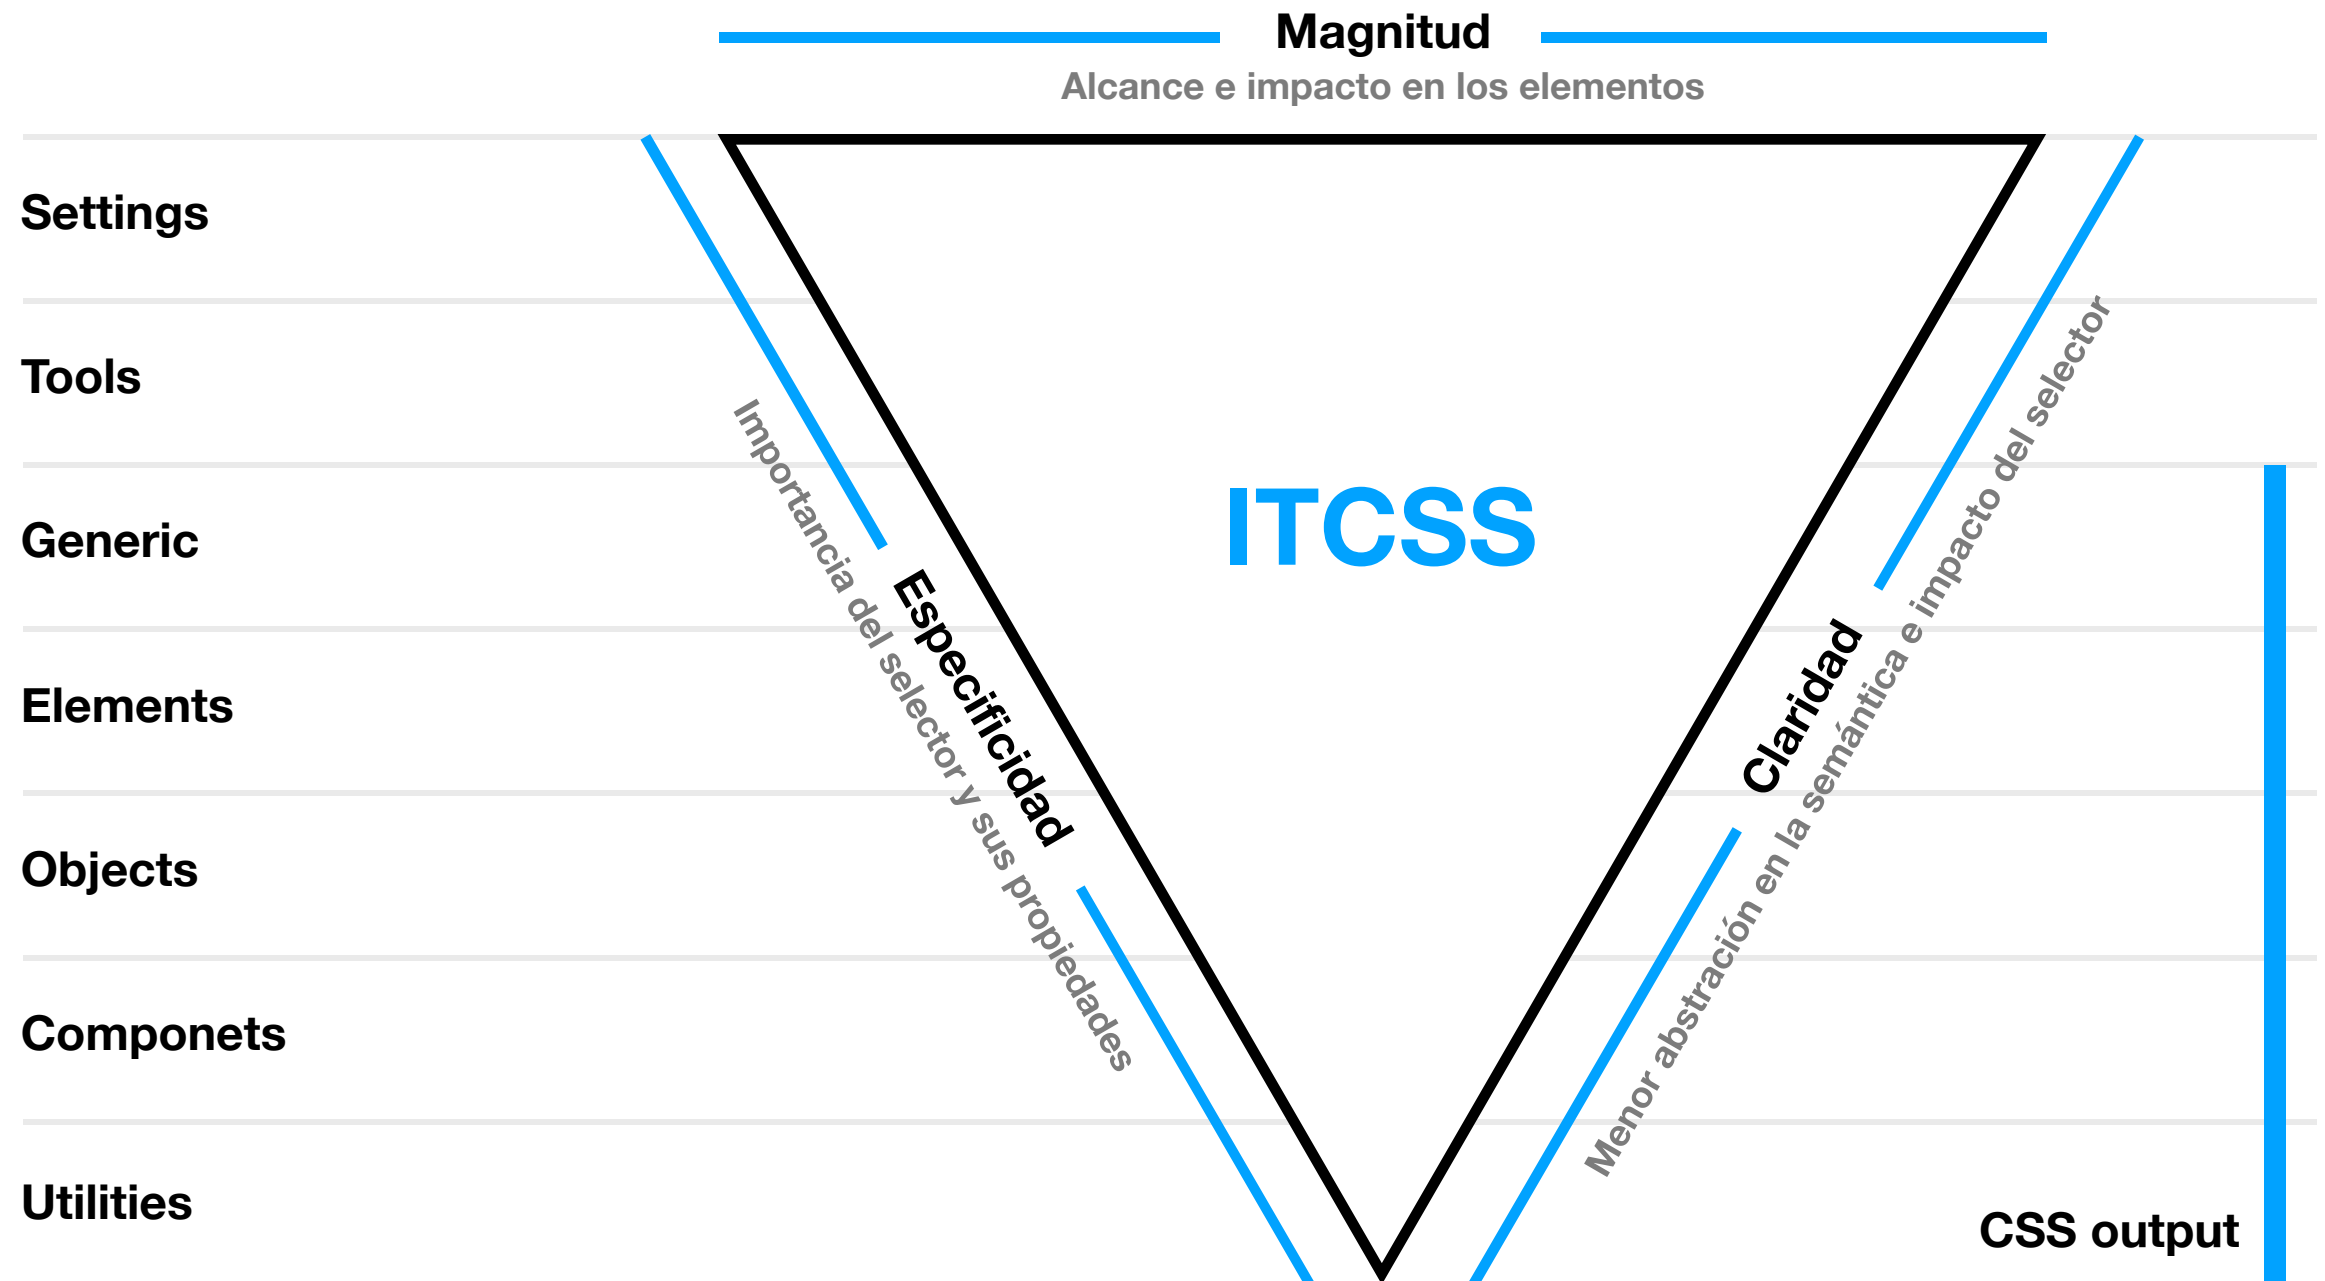 Magnitud
Alcance e impacto en los elementos
Settings
Tools
Generic
Elements
Objects
Componets
Utilities
ITCSS
Especificidad
Importancia del selector y sus propiedades
Claridad
Menor abstración en la semántica e impacto del selector
CSS output